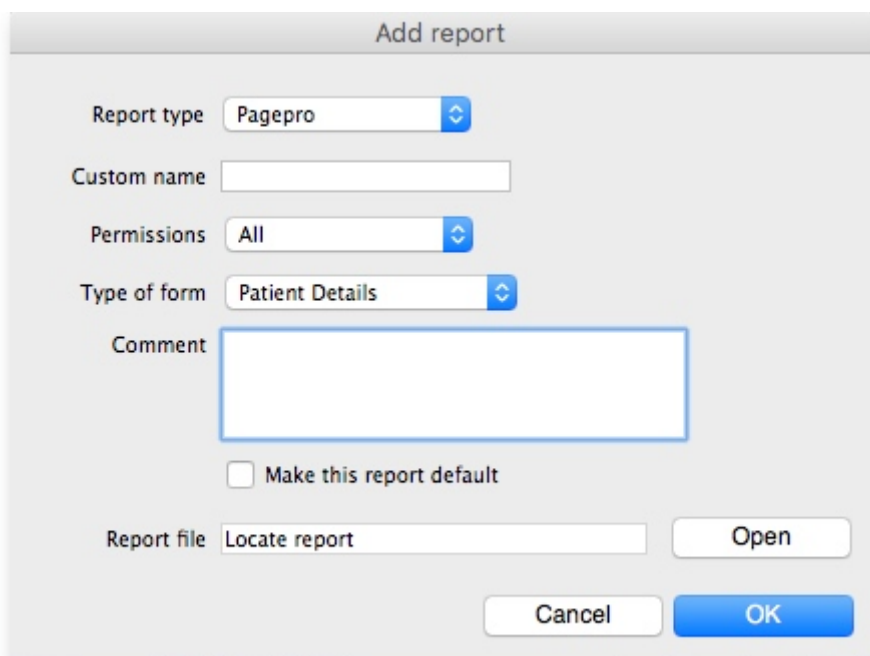 Add report
Report type Pagepro
Custom name
Permissions All
Type of form Patient Details
Comment
Make this report default
Report file Locate report Open
Cancel OK